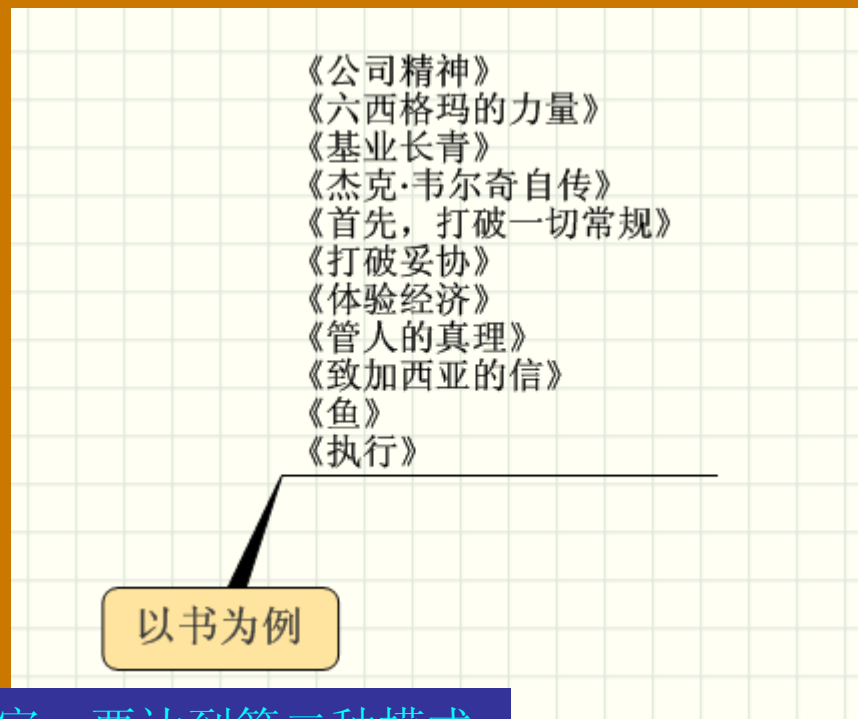 《公司精神》
《六西格玛的力量》
《基业长青》
《杰克·韦尔奇自传》
《首先，打破一切常规》
《打破妥协》
《体验经济》
《管人的真理》
《致加西亚的信》
《鱼》
《执行》
以书为例